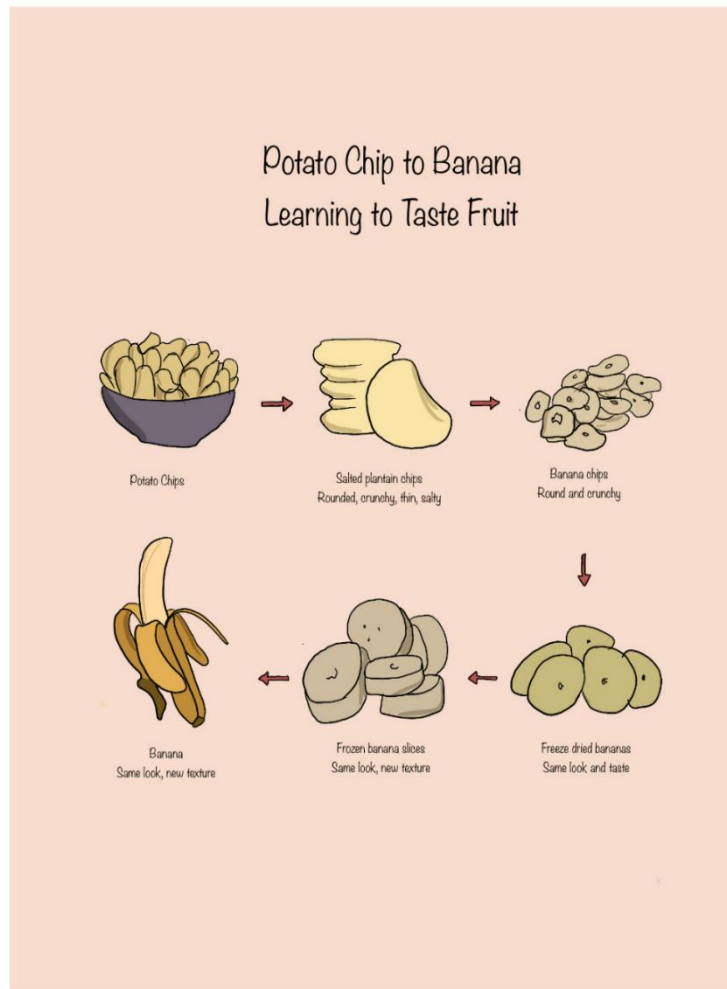 Potato Chip to Banana
Learning to Taste Fruit
Potato Chips
Salted plantain chips
Rounded, crunchy, thin, salty
Banana chips
Round and crunchy
Freeze dried bananas
Same look and taste
Frozen banana slices
Same look, new texture
Banana
Same look, new texture